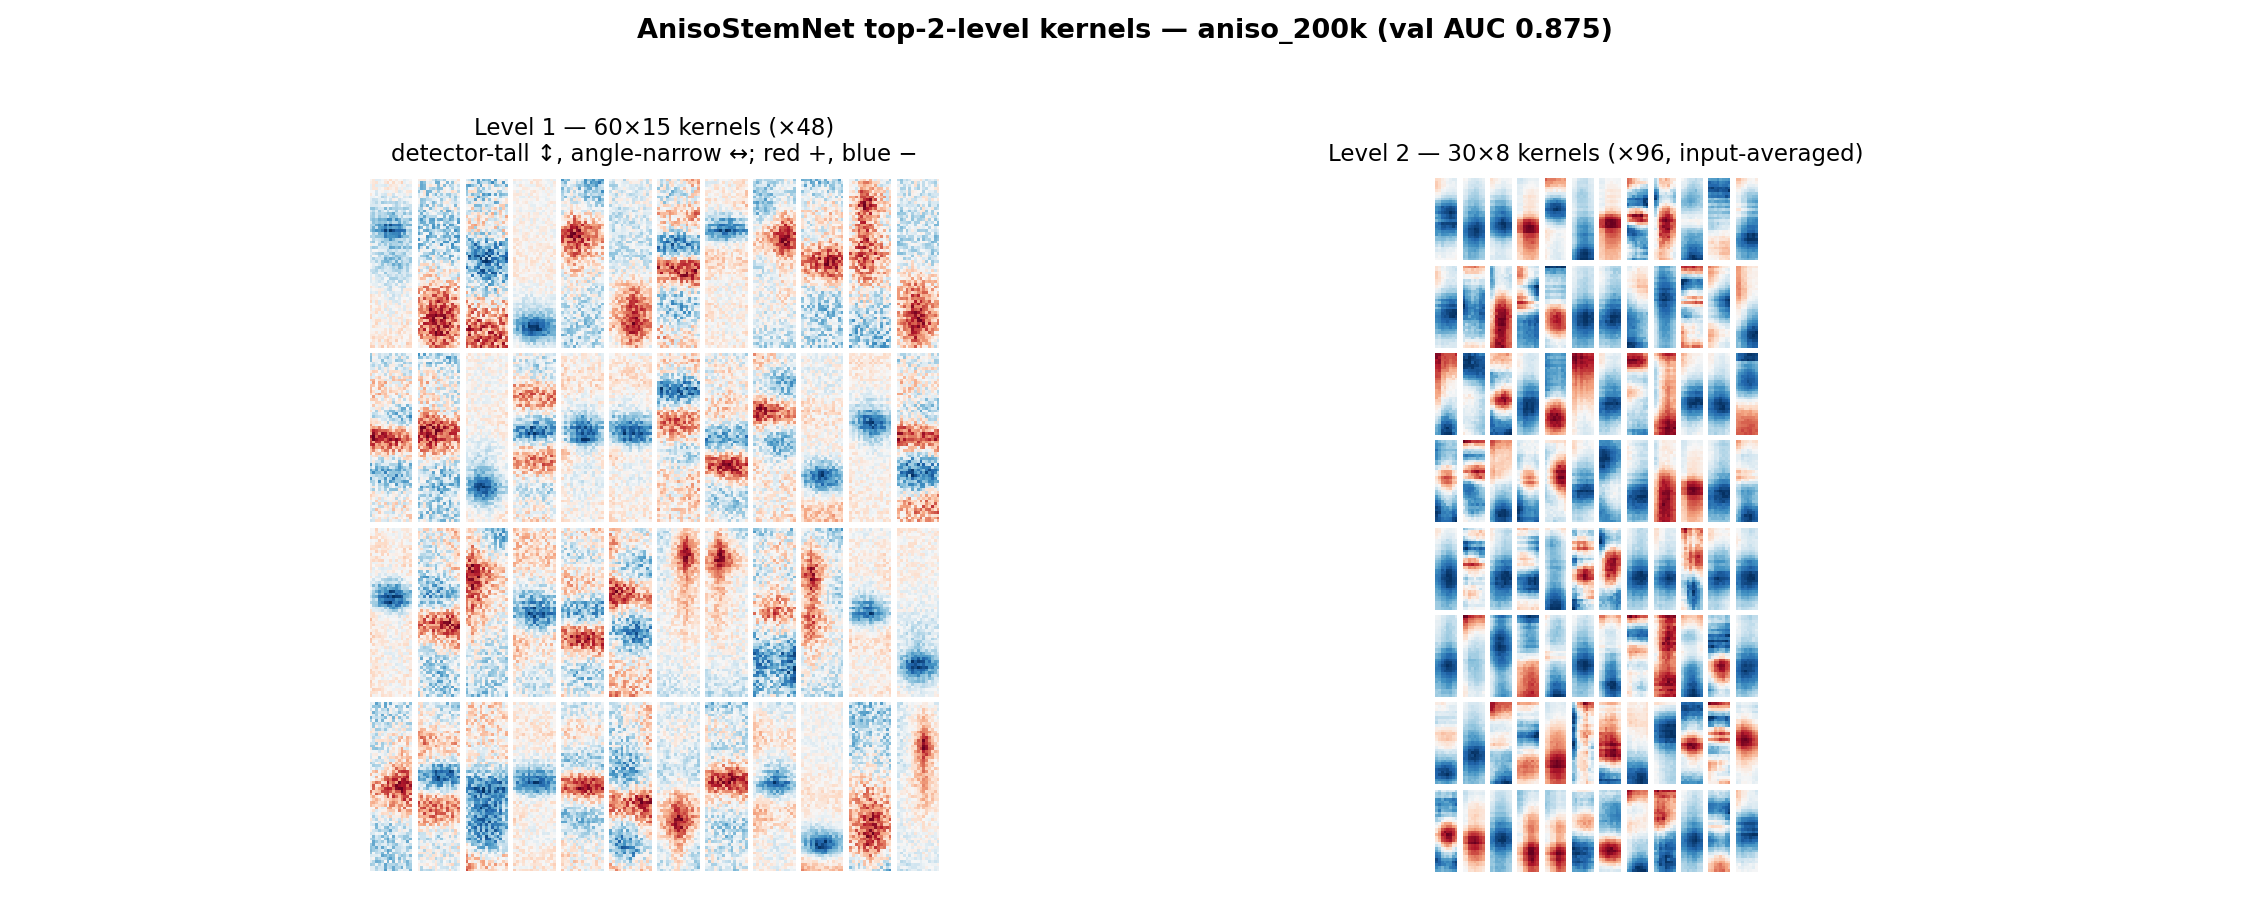 AnisoStemNet top-2-level kernels — aniso_200k (val AUC 0.875)
Level 1 — 60×15 kernels (×48)
detector-tall ↕, angle-narrow ↔; red +, blue −
Level 2 — 30×8 kernels (×96, input-averaged)